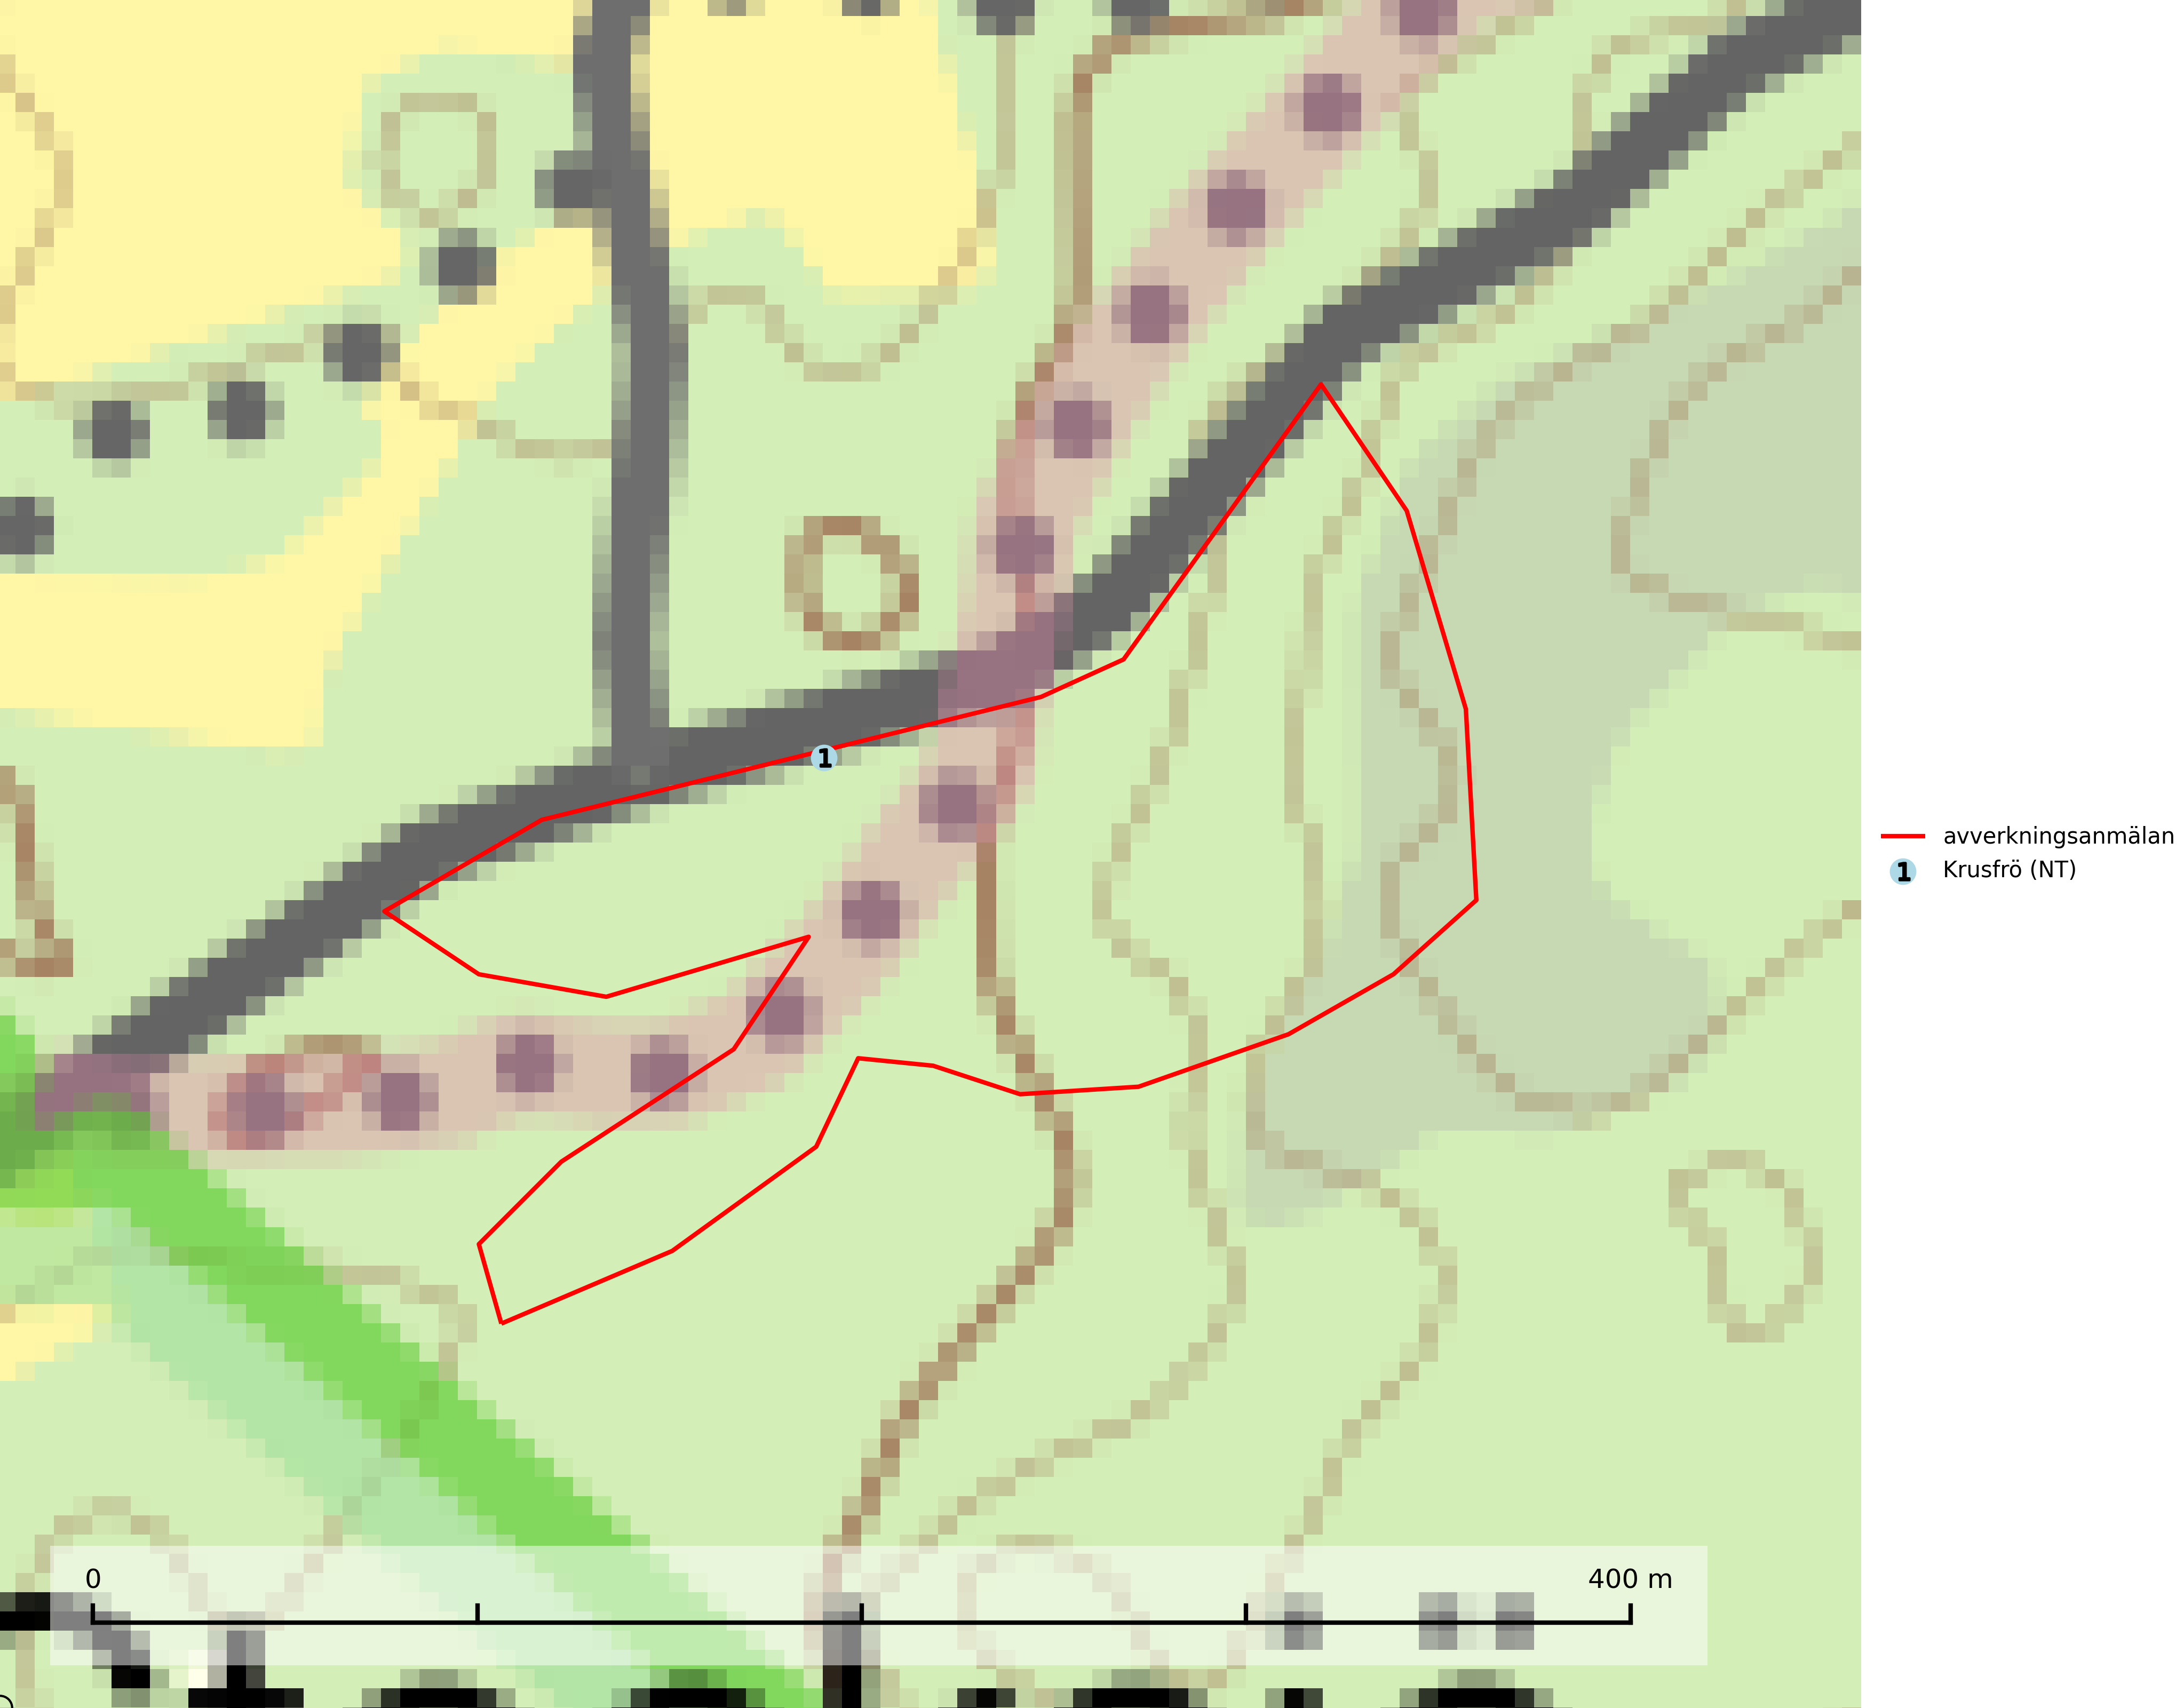 1
avverkningsanmälan
1 Krusfrö (NT)
0 400 m